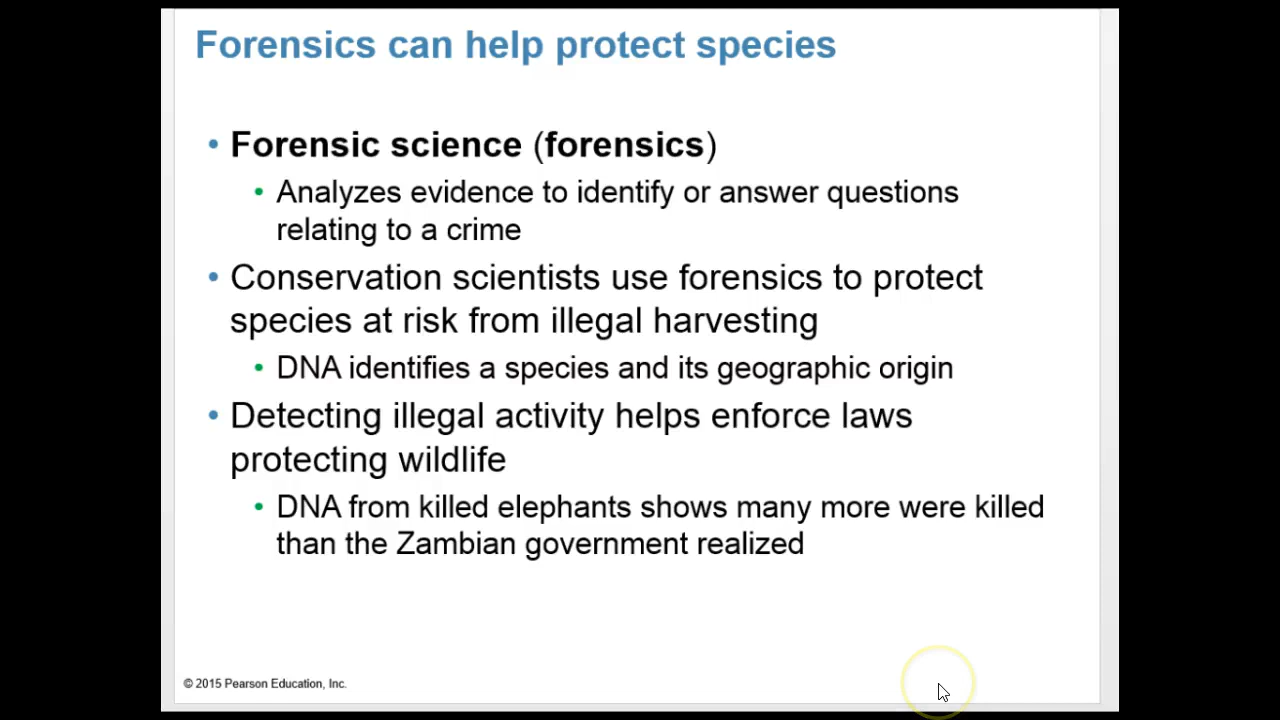 Forensics can help protect species
• Forensic science (forensics)
• Analyzes evidence to identify or answer questions
relating to a crime
• Conservation scientists use forensics to protect
species at risk from illegal harvesting
• DNA identifies a species and its geographic origin
• Detecting illegal activity helps enforce laws
protecting wildlife
• DNA from killed elephants shows many more were killed
than the Zambian government realized
© 2015 Pearson Education, Inc.